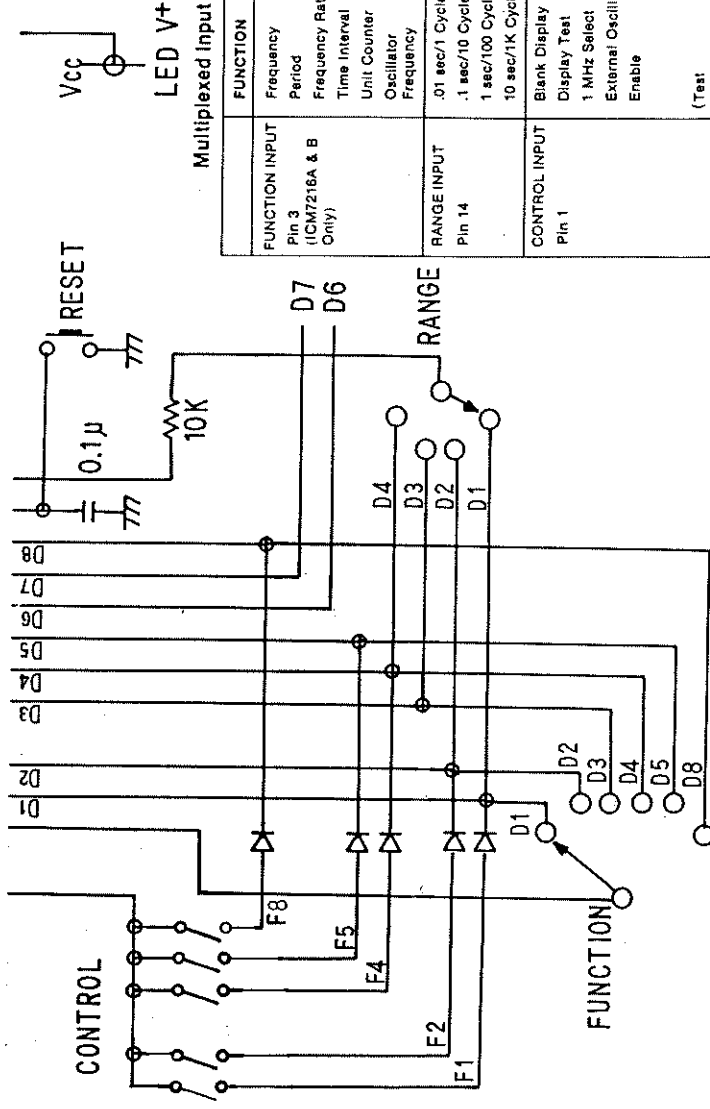 Vcc
LED V+
Multiplexed Input
FUNCTION
FUNCTION INPUT
Pin 3
(ICM7216A & B
Only)
Frequency
Period
Frequency Rat
Time Interval
Unit Counter
Oscillator
Frequency
RANGE INPUT
Pin 14
.01 sec/1 Cycle
.1 sec/10 Cycle
1 sec/100 Cycl
10 sec/1K Cyc
CONTROL INPUT
Pin 1
Blank Display
Display Test
1 MHz Select
External Oscill
Enable
(Test
RESET
0.1µ
10K
D8
D7
D6
D5
D4
D3
D2
D1
D7
D6
RANGE
D4
D3
D2
D1
CONTROL
F8
F5
F4
F2
F1
D1
D2
D3
D4
D5
D8
FUNCTION